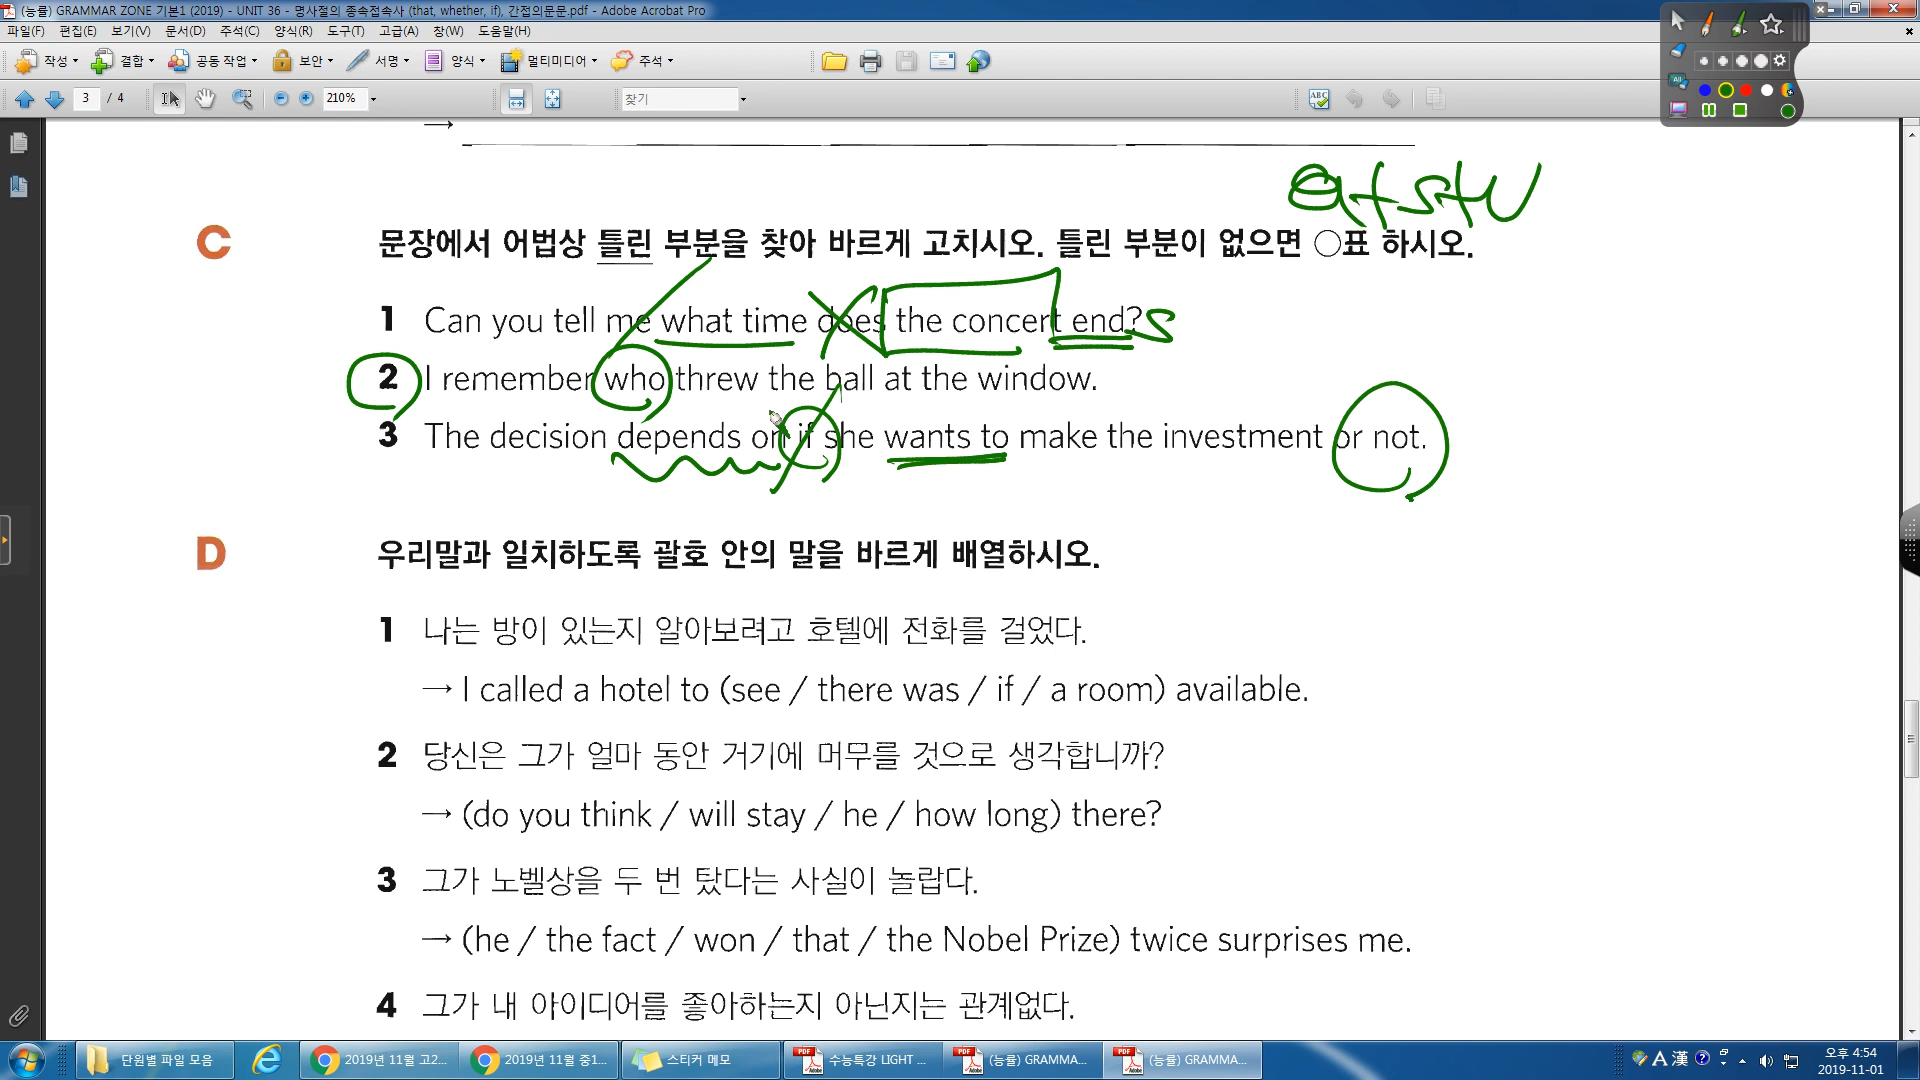 (능률) GRAMMAR ZONE 기본1 (2019) - UNIT 36 - 명사절의 종속접속사 (that, whether, if), 간접의문문.pdf - Adobe Acrobat Pro
파일(F) 편집(E) 보기(V) 문서(D) 주석(C) 양식(R) 도구(T) 고급(A) 창(W) 도움말(H)
작성 결합 공동 작업 보안 서명 양식 멀티미디어 주석
3 / 4 210% 찾기
→
C 문장에서 어법상 틀린 부분을 찾아 바르게 고치시오. 틀린 부분이 없으면 ○표 하시오.
1 Can you tell me what time does the concert end? s
2 I remember who threw the ball at the window.
3 The decision depends on if she wants to make the investment or not.
D 우리말과 일치하도록 괄호 안의 말을 바르게 배열하시오.
1 나는 방이 있는지 알아보려고 호텔에 전화를 걸었다.
→ I called a hotel to (see / there was / if / a room) available.
2 당신은 그가 얼마 동안 거기에 머무를 것으로 생각합니까?
→ (do you think / will stay / he / how long) there?
3 그가 노벨상을 두 번 탔다는 사실이 놀랍다.
→ (he / the fact / won / that / the Nobel Prize) twice surprises me.
4 그가 내 아이디어를 좋아하는지 아닌지는 관계없다.
단원별 파일 모음 2019년 11월 고2... 2019년 11월 중1... 스티커 메모 수능특강 LIGHT ... (능률) GRAMMA... (능률) GRAMMA...
A 漢
오후 4:54
2019-11-01